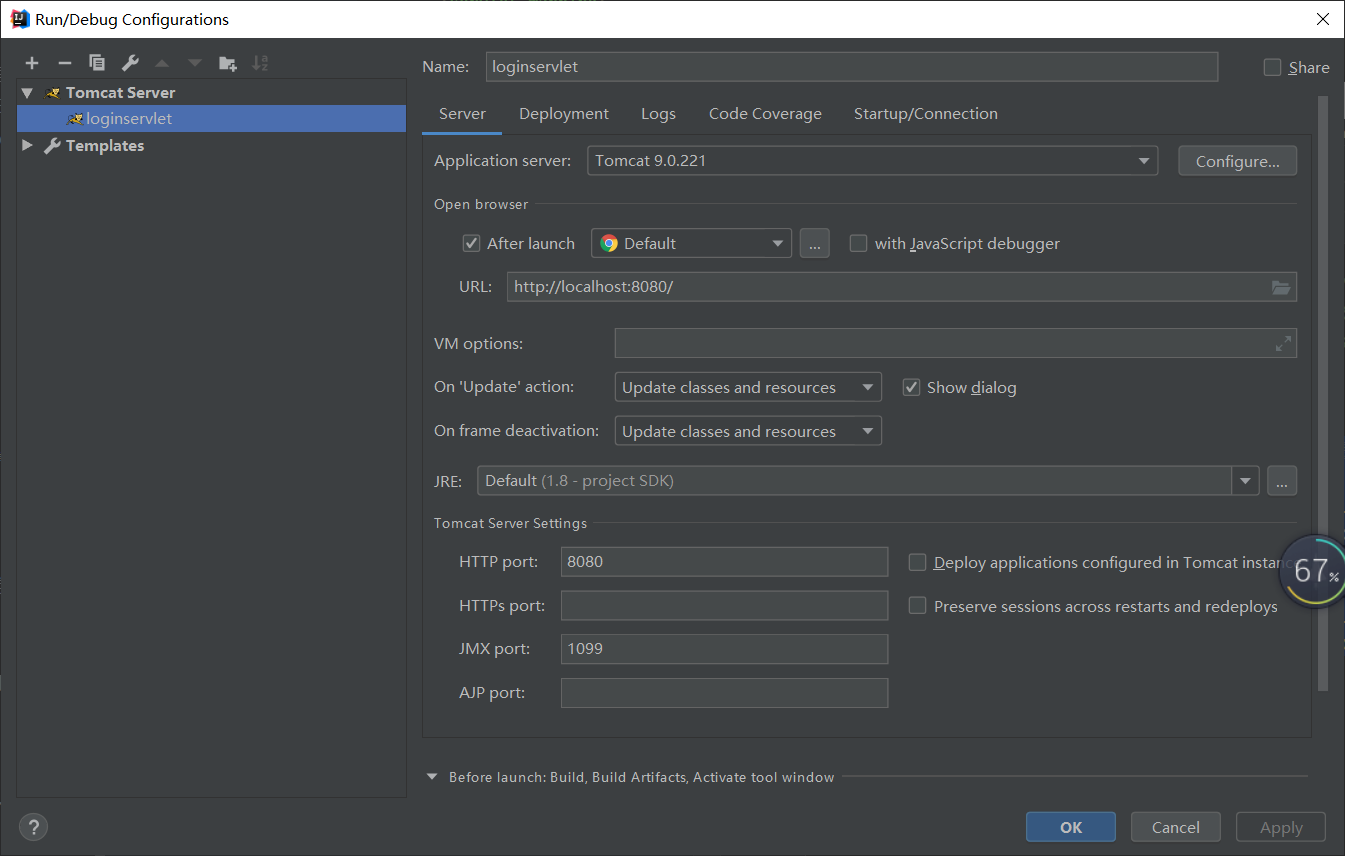 Run/Debug Configurations
Name: loginservlet Share
Tomcat Server
loginservlet
Templates
Server Deployment Logs Code Coverage Startup/Connection
Application server: Tomcat 9.0.221 Configure...
Open browser
After launch Default ... with JavaScript debugger
URL: http://localhost:8080/
VM options:
On 'Update' action: Update classes and resources Show dialog
On frame deactivation: Update classes and resources
JRE: Default (1.8 - project SDK) ...
Tomcat Server Settings
HTTP port: 8080 Deploy applications configured in Tomcat
67%
HTTPs port: Preserve sessions across restarts and redeploys
JMX port: 1099
AJP port:
Before launch: Build, Build Artifacts, Activate tool window
? OK Cancel Apply